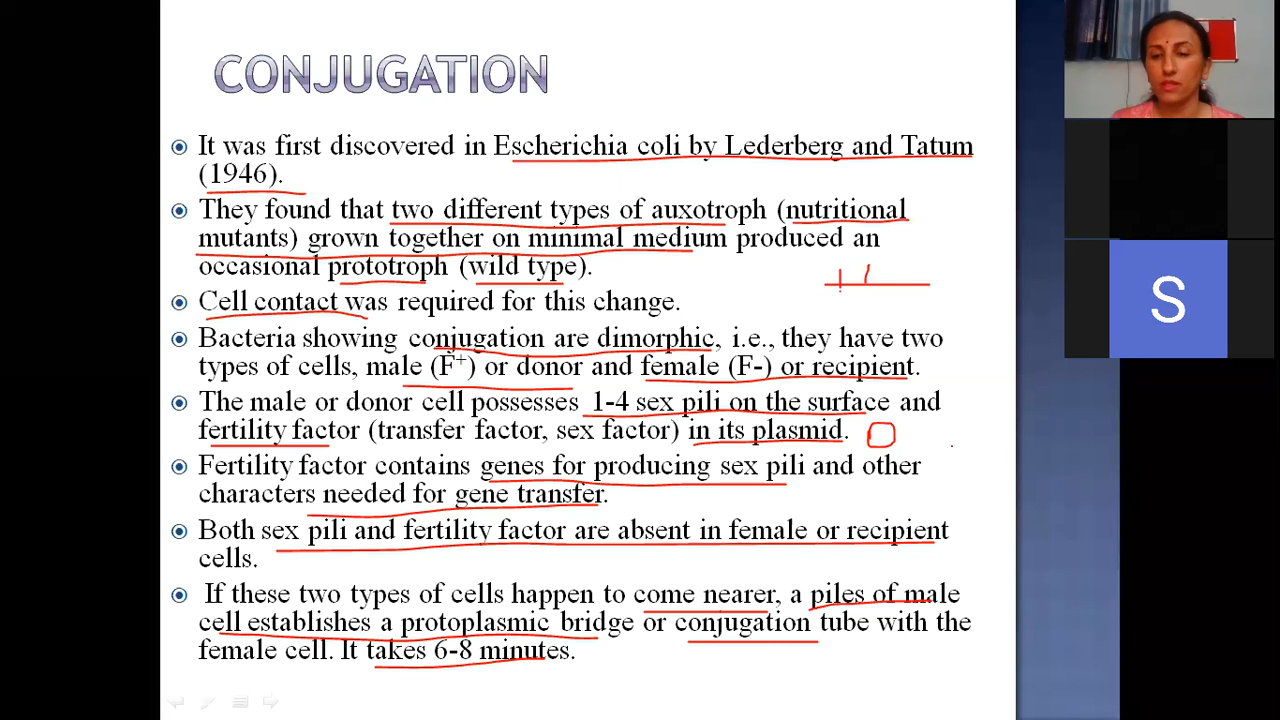 CONJUGATION
It was first discovered in Escherichia coli by Lederberg and Tatum
(1946).
They found that two different types of auxotroph (nutritional
mutants) grown together on minimal medium produced an
occasional prototroph (wild type).
Cell contact was required for this change.
Bacteria showing conjugation are dimorphic, i.e., they have two
types of cells, male (F+) or donor and female (F-) or recipient.
The male or donor cell possesses 1-4 sex pili on the surface and
fertility factor (transfer factor, sex factor) in its plasmid.
Fertility factor contains genes for producing sex pili and other
characters needed for gene transfer.
Both sex pili and fertility factor are absent in female or recipient
cells.
If these two types of cells happen to come nearer, a piles of male
cell establishes a protoplasmic bridge or conjugation tube with the
female cell. It takes 6-8 minutes.
S